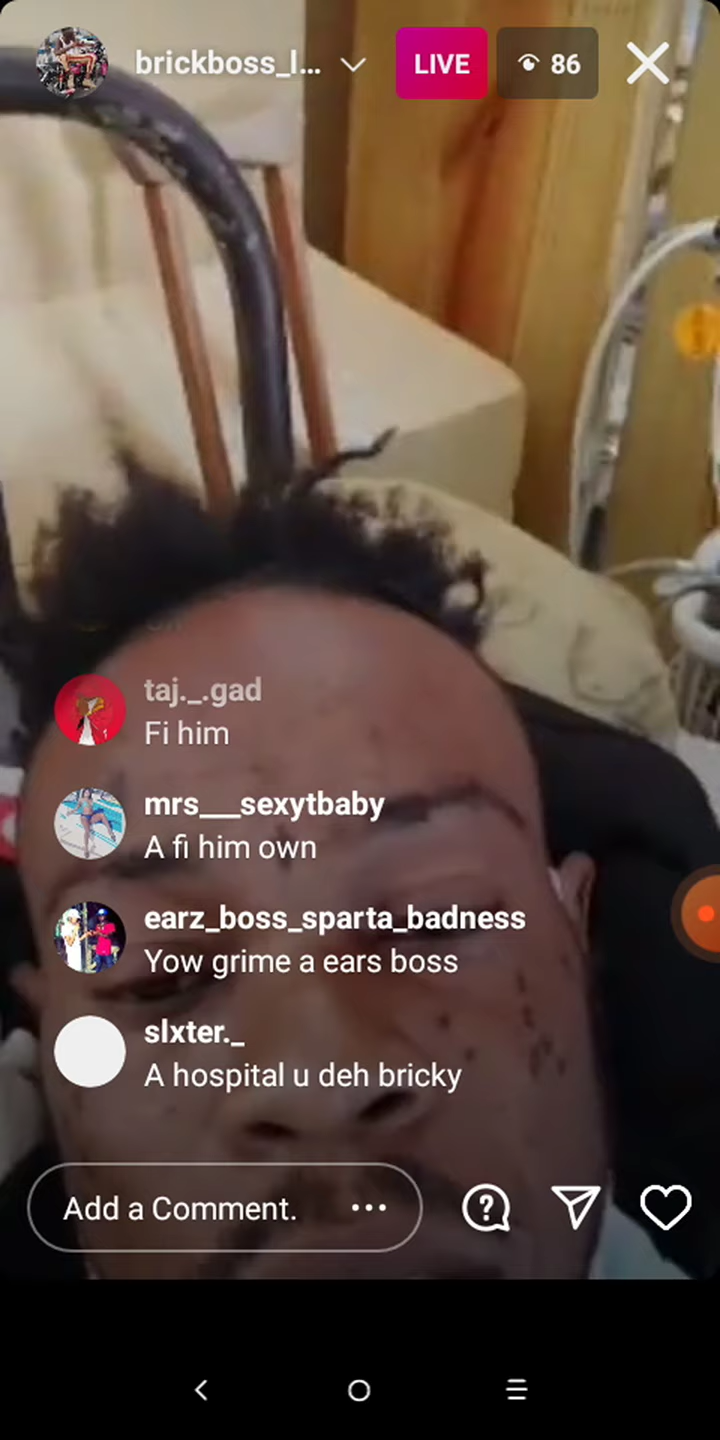 brickboss_l...
LIVE
86
taj._.gad
Fi him
mrs___sexytbaby
A fi him own
earz_boss_sparta_badness
Yow grime a ears boss
slxter._
A hospital u deh bricky
Add a Comment.